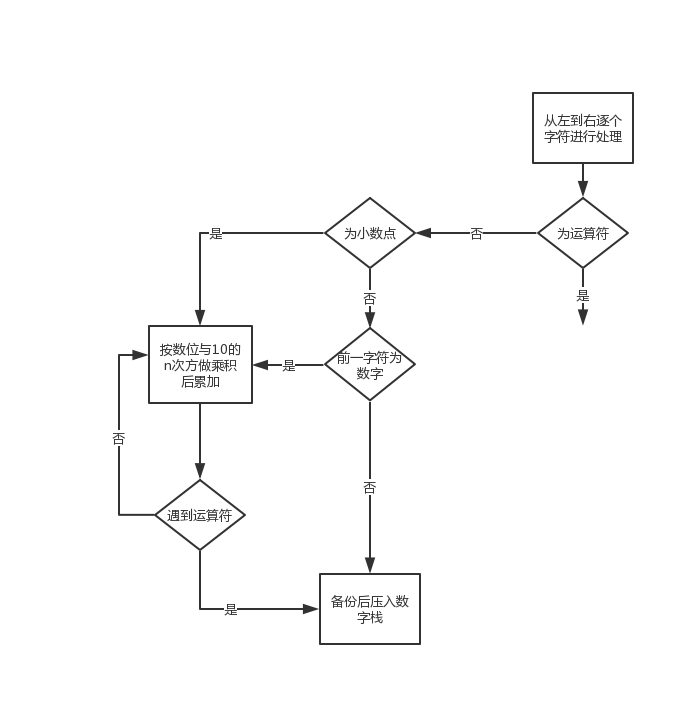 从左到右逐个
字符进行处理
为运算符
否
为小数点
是
是
否
前一字符为
数字
是
按数位与10的
n次方做乘积
后累加
否
否
遇到运算符
是
备份后压入数
字栈